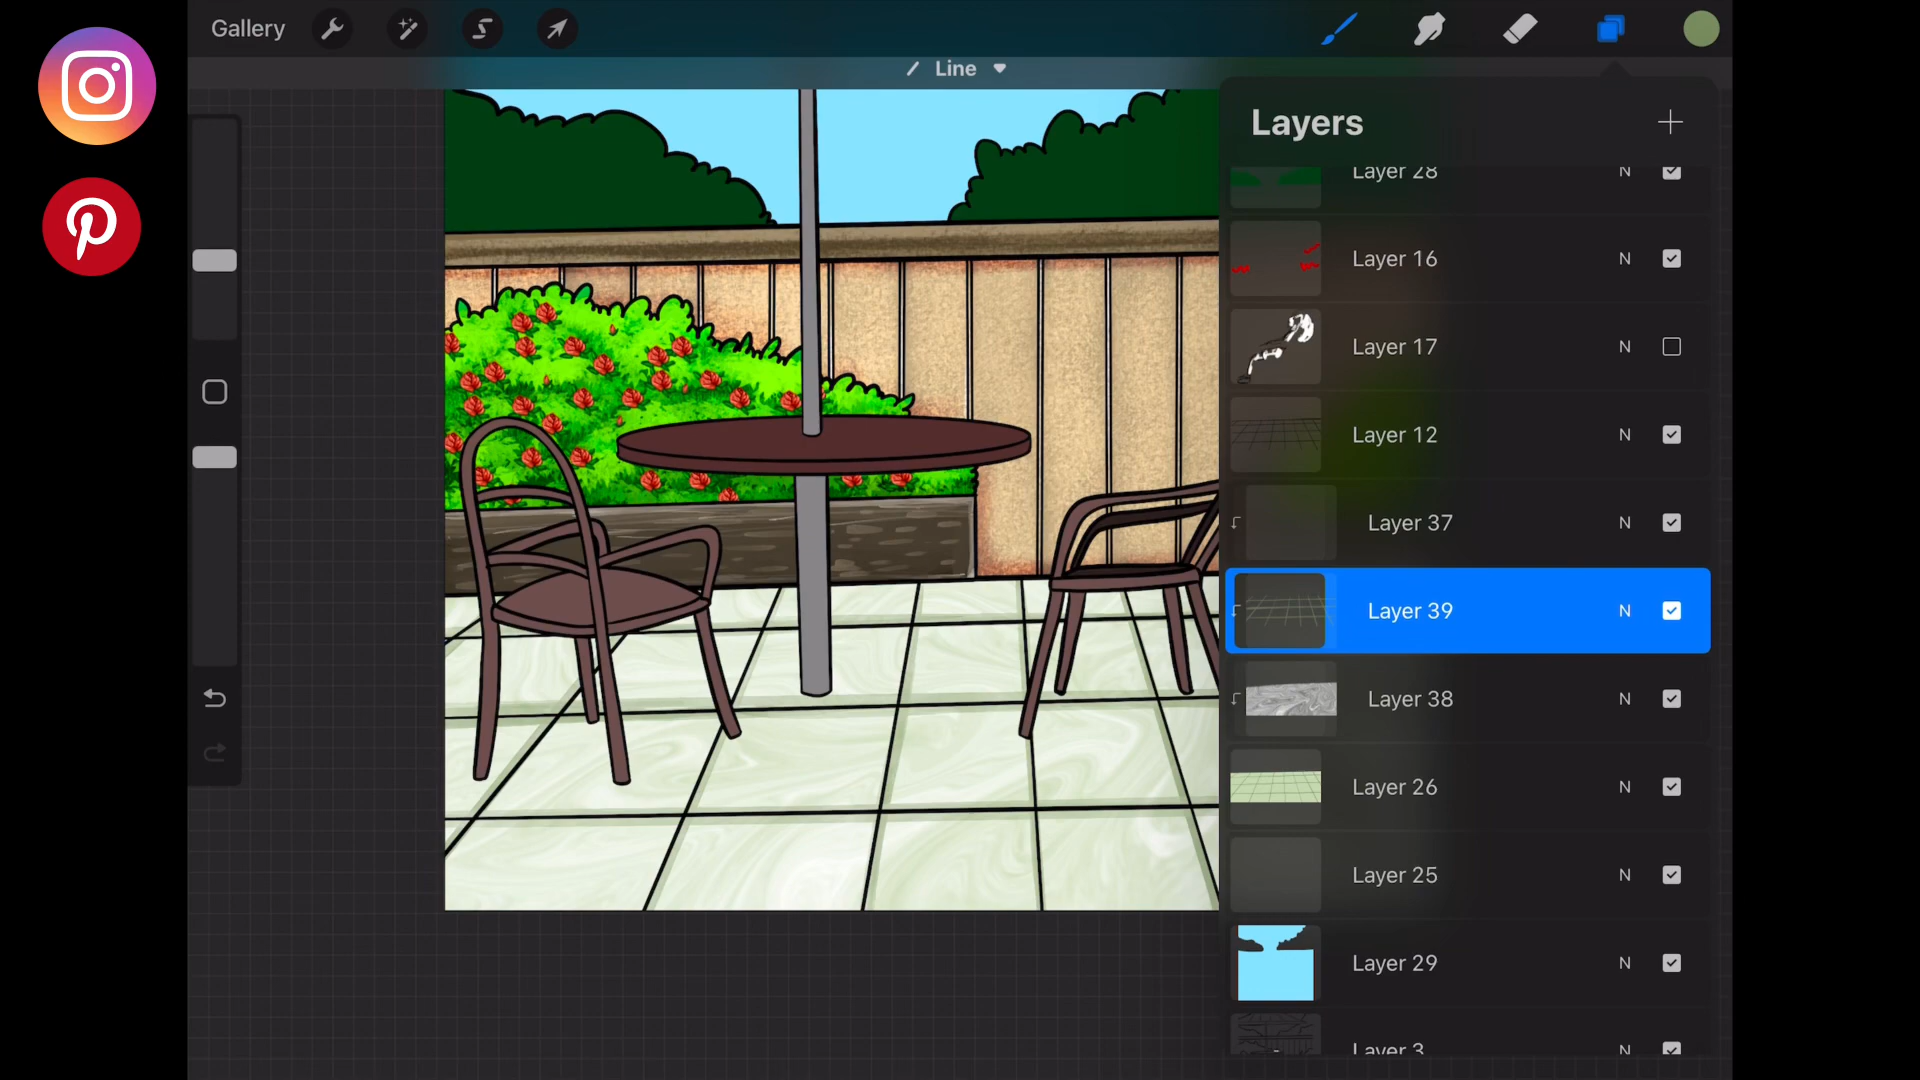 Gallery
Line
Layers
Layer 28 N
Layer 16 N
Layer 17 N
Layer 12 N
Layer 37 N
Layer 39 N
Layer 38 N
Layer 26 N
Layer 25 N
Layer 29 N
Layer 3 N